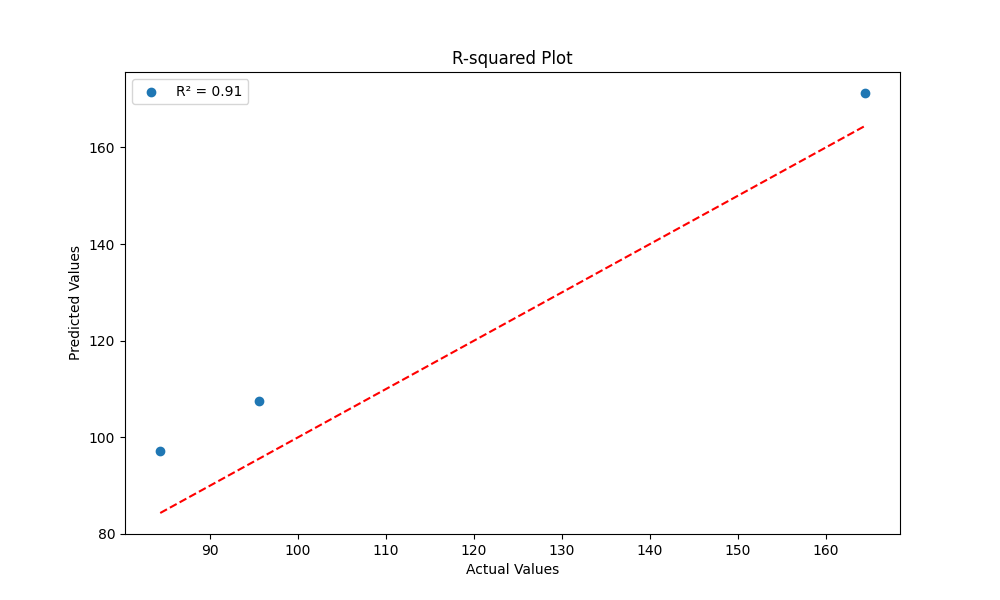 R-squared Plot
R² = 0.91
Predicted Values
160
140
120
100
80
90 100 110 120 130 140 150 160
Actual Values